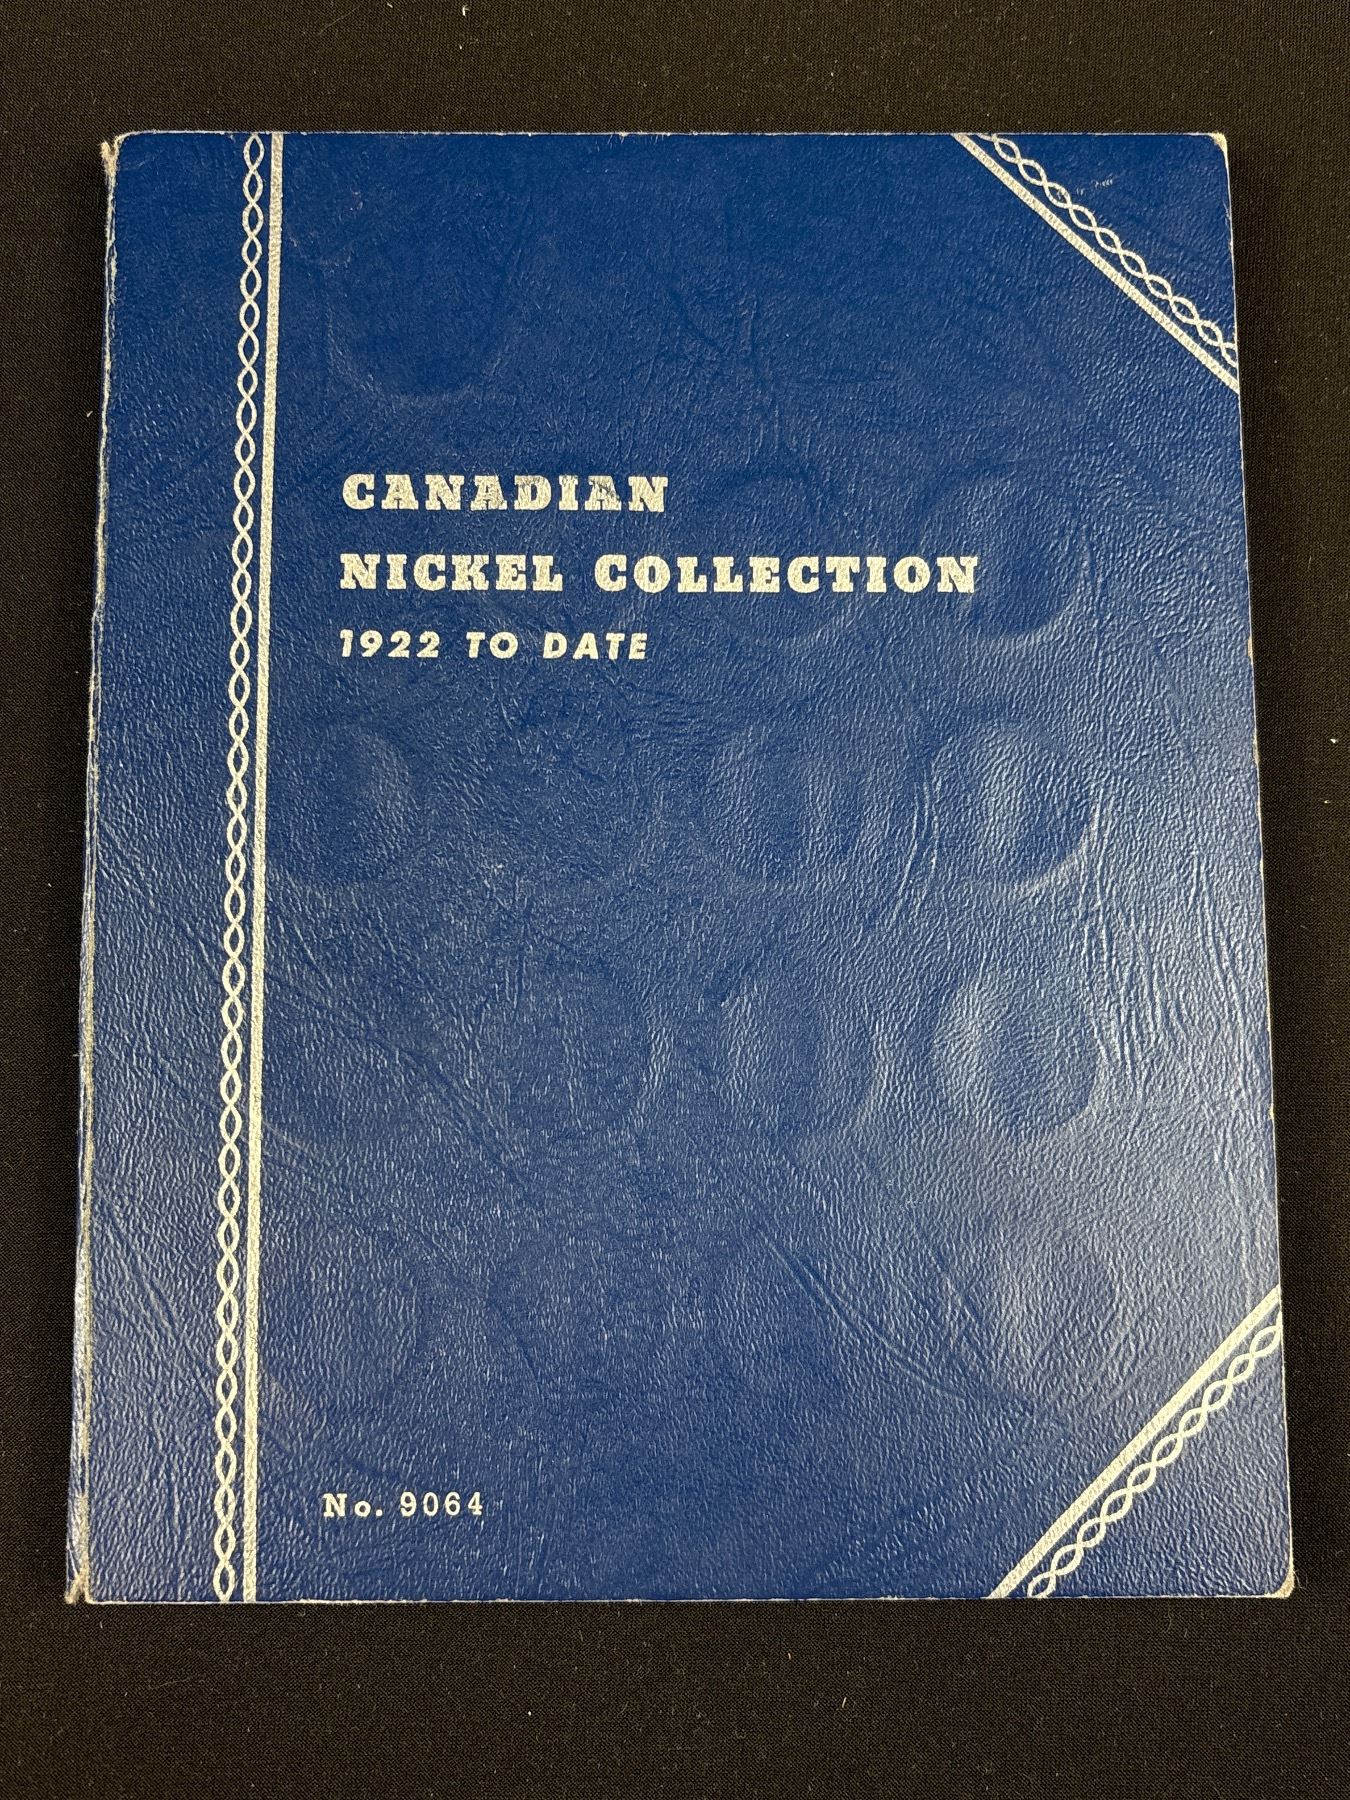 CANADIAN
NICKEL COLLECTION
1922 TO DATE
No. 9064